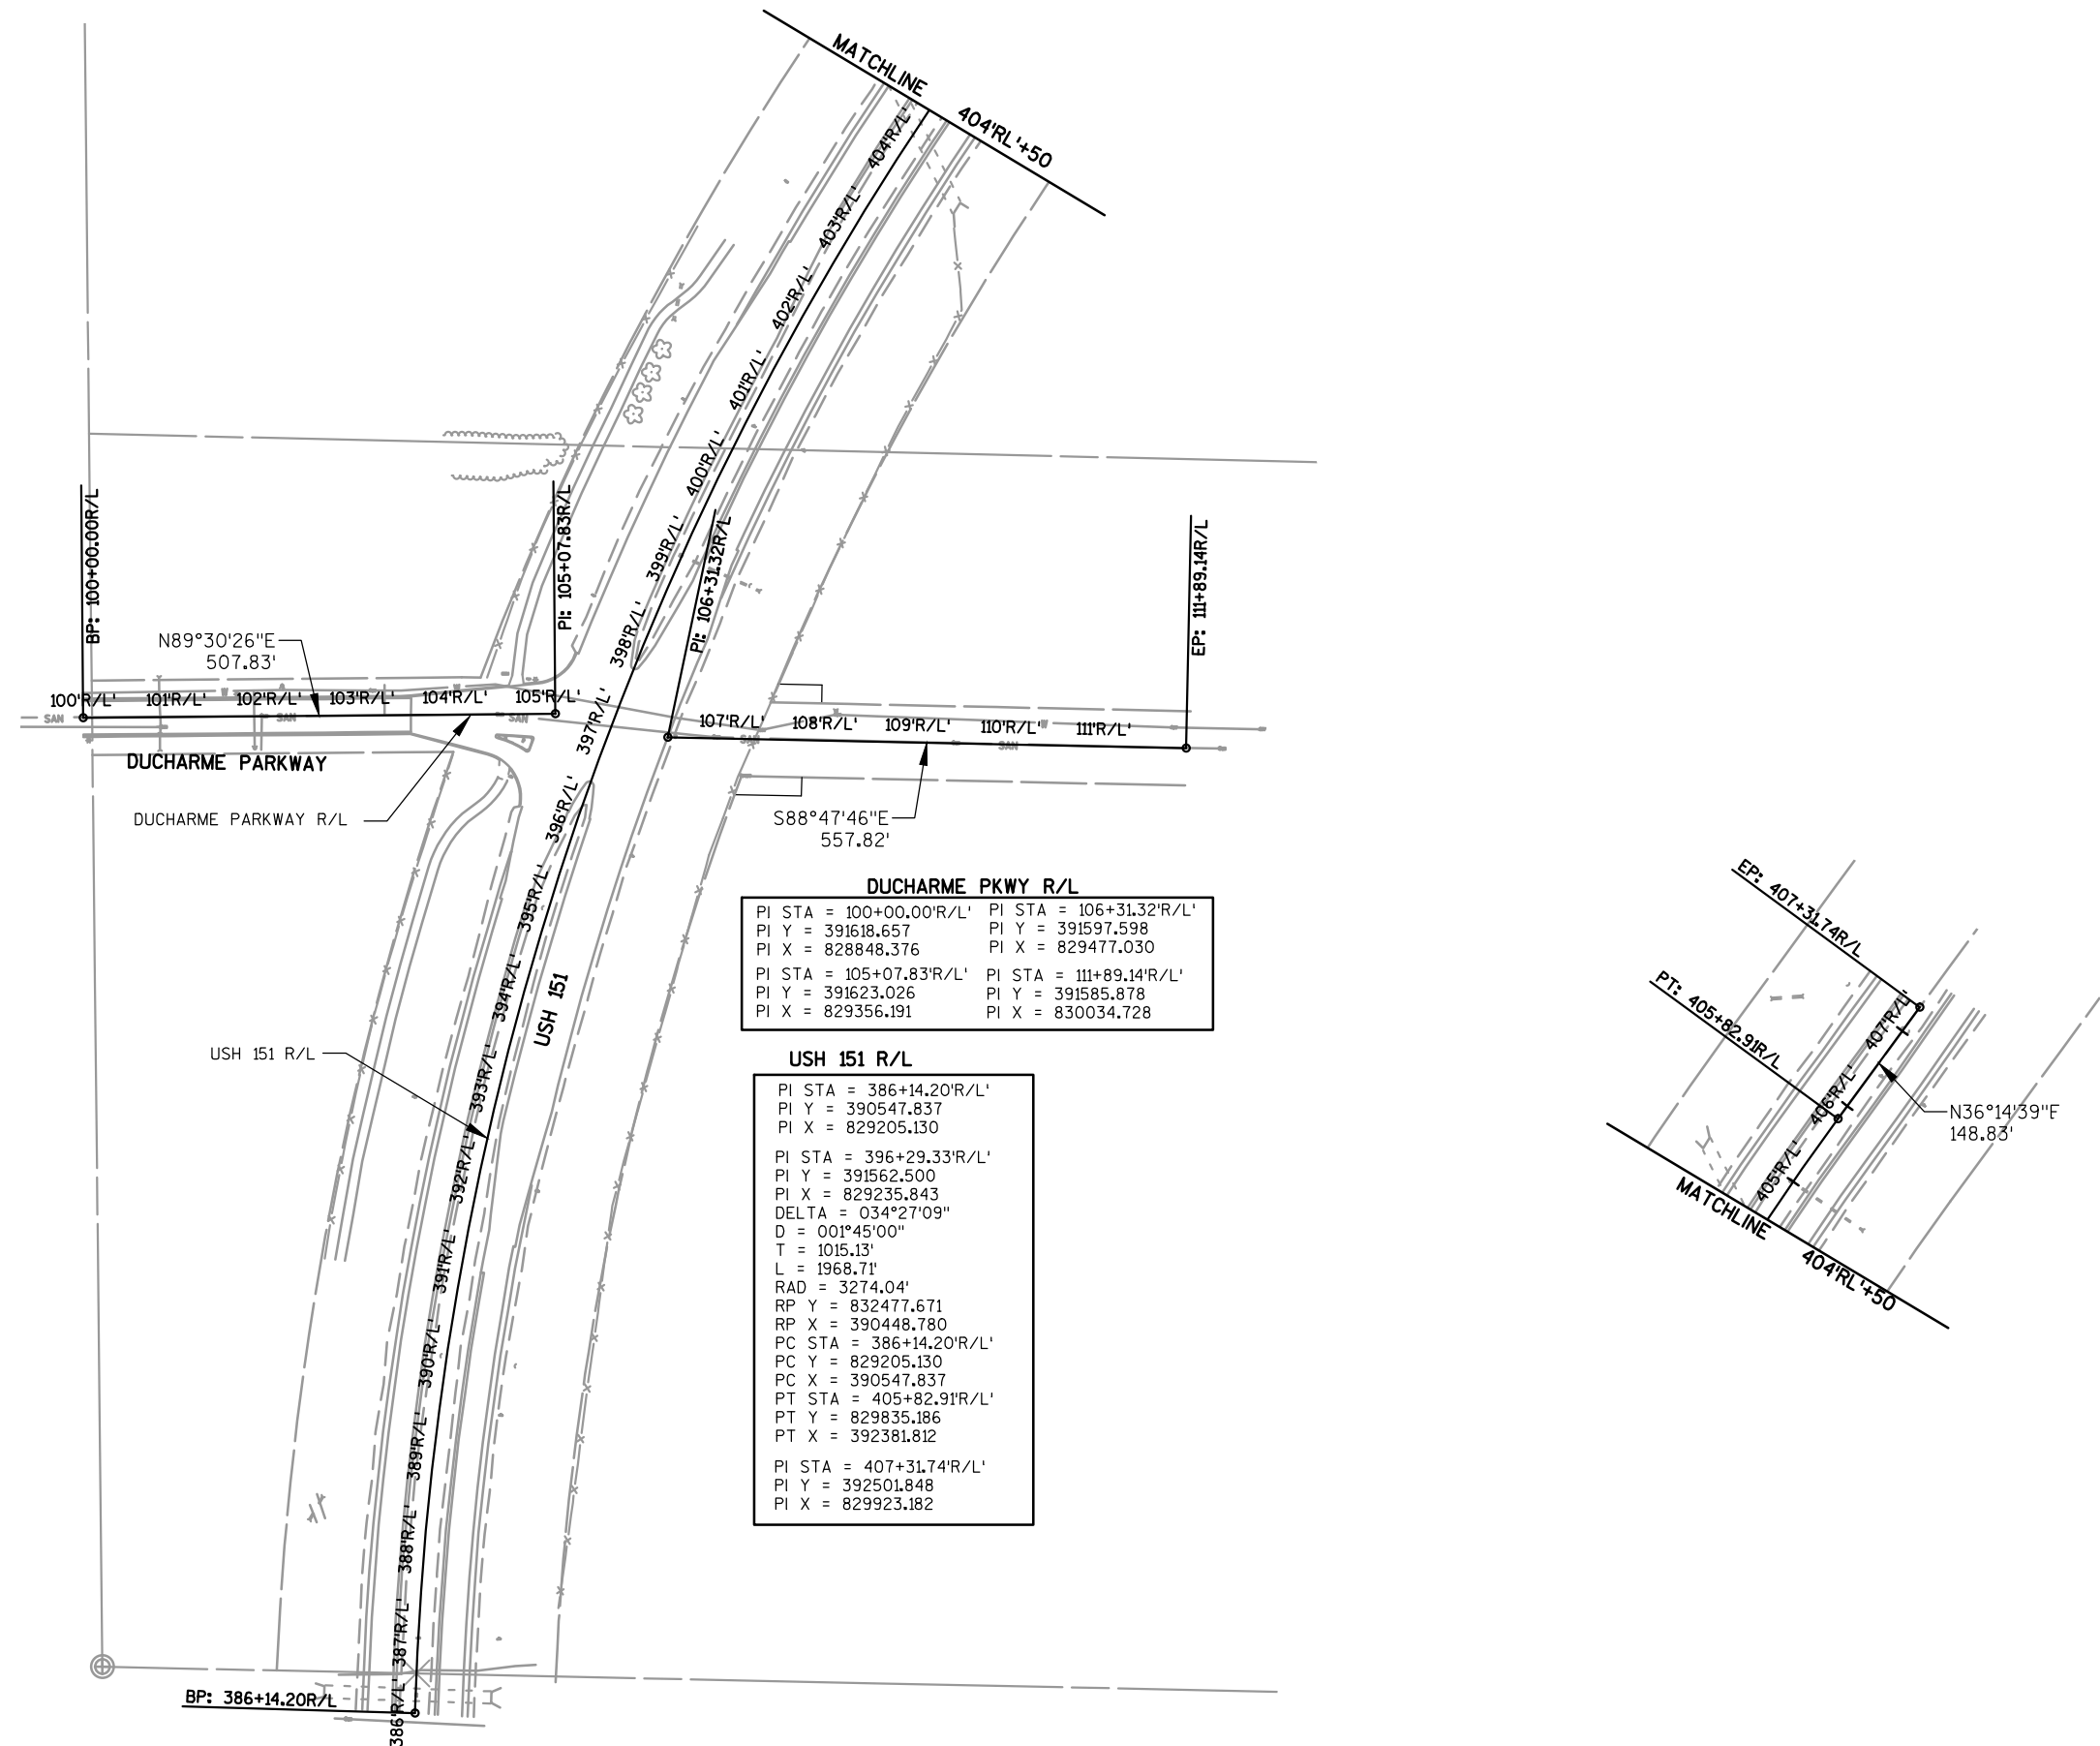 MATCHLINE
404'RL'+50
404'R/L'
403'R/L'
402'R/L'
401'R/L'
400'R/L'
399'R/L'
398'R/L'
397'R/L'
396'R/L'
395'R/L'
394'R/L'
393'R/L'
392'R/L'
391'R/L'
390'R/L'
389'R/L'
388'R/L'
387'R/L'
386'R/L'
BP: 100+00.00R/L
PI: 105+07.83R/L
PI: 106+31.32R/L
EP: 111+89.14R/L
N89°30'26"E
507.83'
100'R/L'
101'R/L'
102'R/L'
103'R/L'
104'R/L'
105'R/L'
107'R/L'
108'R/L'
109'R/L'
110'R/L'
111'R/L'
SAN
SAN
SAN
SAN
SAN
DUCHARME PARKWAY
DUCHARME PARKWAY R/L
S88°47'46"E
557.82'
DUCHARME PKWY R/L
PI STA = 100+00.00'R/L'
PI Y = 391618.657
PI X = 828848.376
PI STA = 105+07.83'R/L'
PI Y = 391623.026
PI X = 829356.191
PI STA = 106+31.32'R/L'
PI Y = 391597.598
PI X = 829477.030
PI STA = 111+89.14'R/L'
PI Y = 391585.878
PI X = 830034.728
USH 151
USH 151 R/L
USH 151 R/L
PI STA = 386+14.20'R/L'
PI Y = 390547.837
PI X = 829205.130
PI STA = 396+29.33'R/L'
PI Y = 391562.500
PI X = 829235.843
DELTA = 034°27'09"
D = 001°45'00"
T = 1015.13'
L = 1968.71'
RAD = 3274.04'
RP Y = 832477.671
RP X = 390448.780
PC STA = 386+14.20'R/L'
PC Y = 829205.130
PC X = 390547.837
PT STA = 405+82.91'R/L'
PT Y = 829835.186
PT X = 392381.812
PI STA = 407+31.74'R/L'
PI Y = 392501.848
PI X = 829923.182
BP: 386+14.20R/L
EP: 407+31.74R/L
PT: 405+82.91R/L
407'R/L'
406'R/L'
405'R/L'
N36°14'39"E
148.83'
MATCHLINE
404'RL'+50